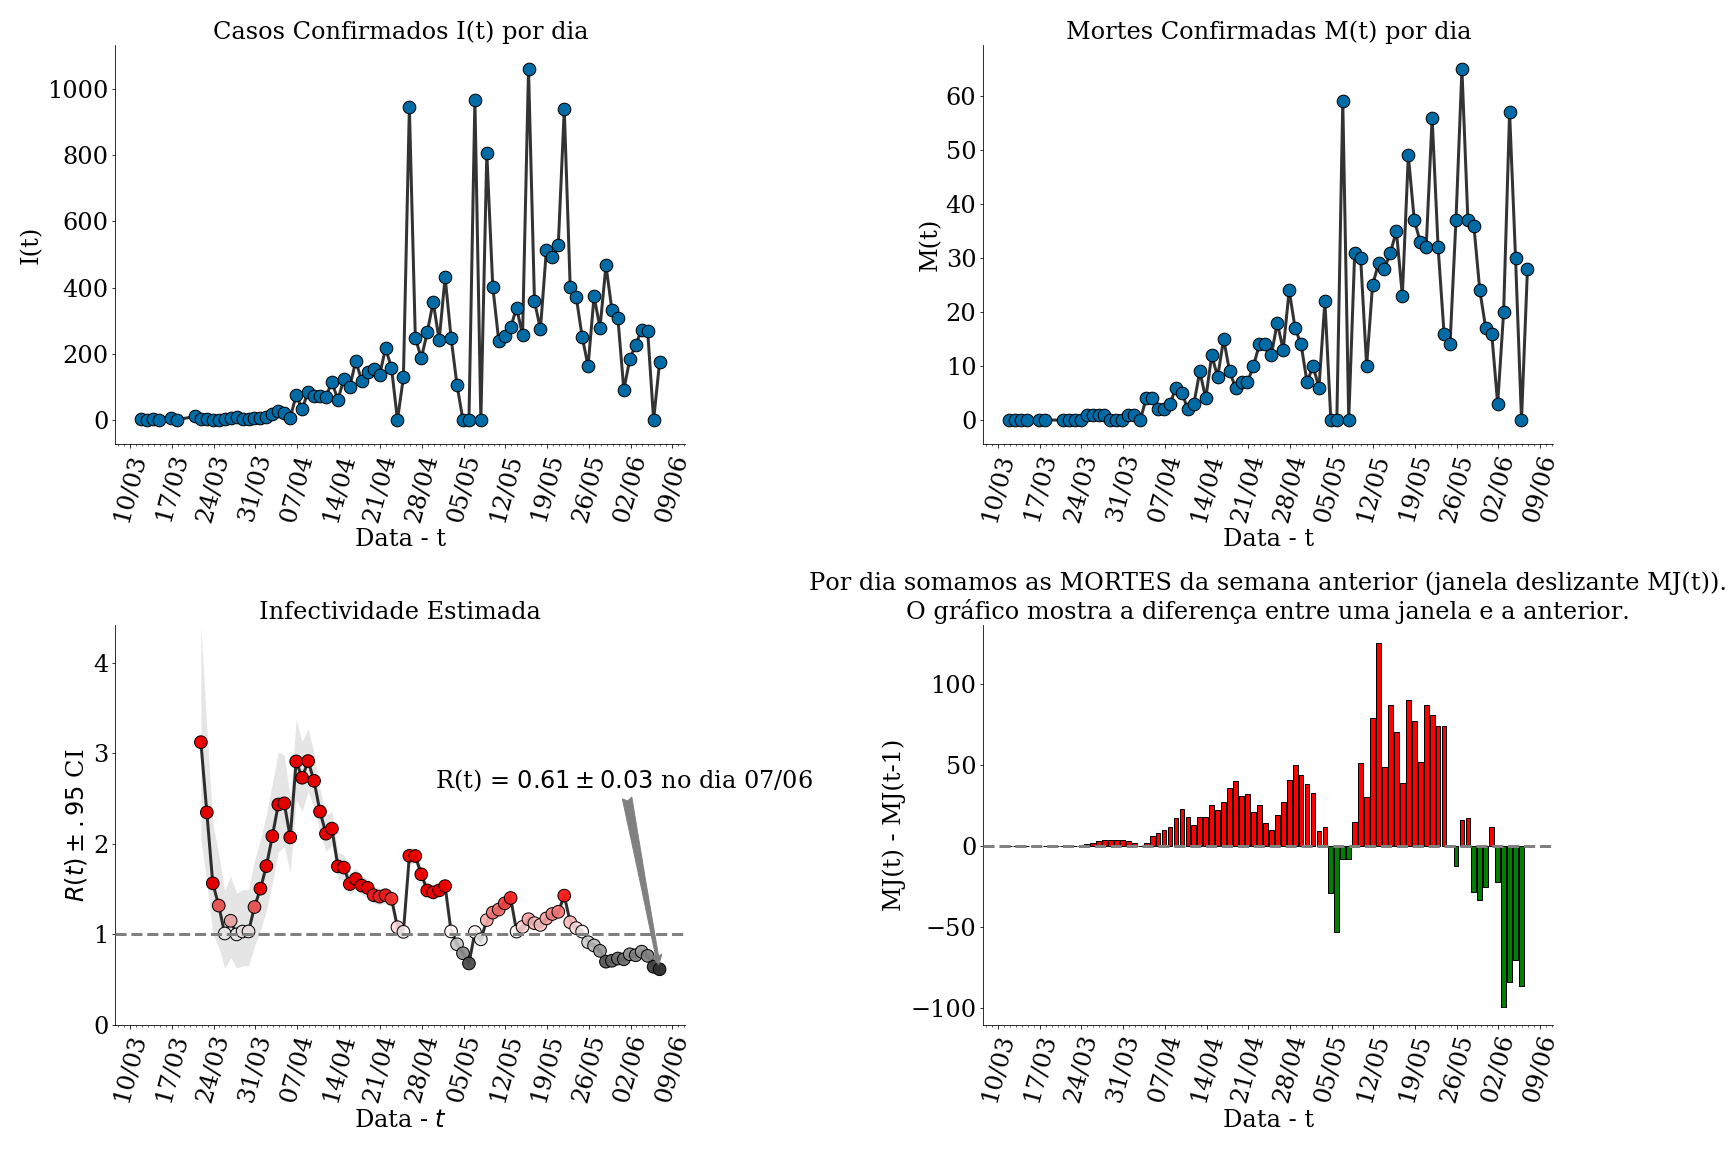 Casos Confirmados I(t) por dia
I(t)
1000
800
600
400
200
0
10/03 17/03 24/03 31/03 07/04 14/04 21/04 28/04 05/05 12/05 19/05 26/05 02/06 09/06
Data - t
Mortes Confirmadas M(t) por dia
M(t)
60
50
40
30
20
10
0
10/03 17/03 24/03 31/03 07/04 14/04 21/04 28/04 05/05 12/05 19/05 26/05 02/06 09/06
Data - t
Infectividade Estimada
R(t) ± .95 CI
4
3
2
1
0
R(t) = 0.61 ± 0.03 no dia 07/06
10/03 17/03 24/03 31/03 07/04 14/04 21/04 28/04 05/05 12/05 19/05 26/05 02/06 09/06
Data - t
Por dia somamos as MORTES da semana anterior (janela deslizante MJ(t)).
O gráfico mostra a diferença entre uma janela e a anterior.
MJ(t) - MJ(t-1)
100
50
0
−50
−100
10/03 17/03 24/03 31/03 07/04 14/04 21/04 28/04 05/05 12/05 19/05 26/05 02/06 09/06
Data - t